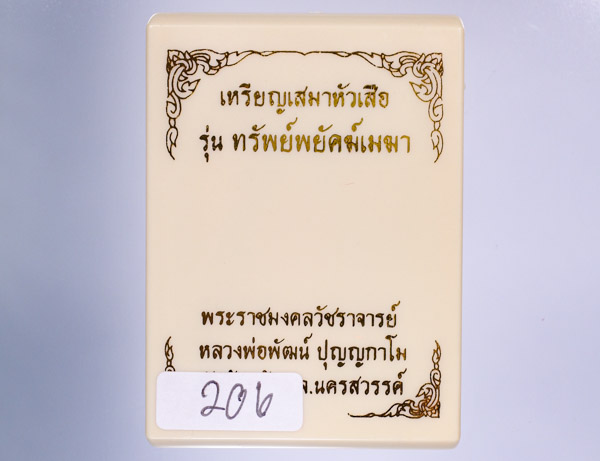 เหรียญเสมาหัวเสือ
รุ่น ทรัพย์พยัคฆ์เมฆา
พระราชมงคลวัชราจารย์
หลวงพ่อพัฒน์ ปุญญกาโม
จ.นครสวรรค์
206